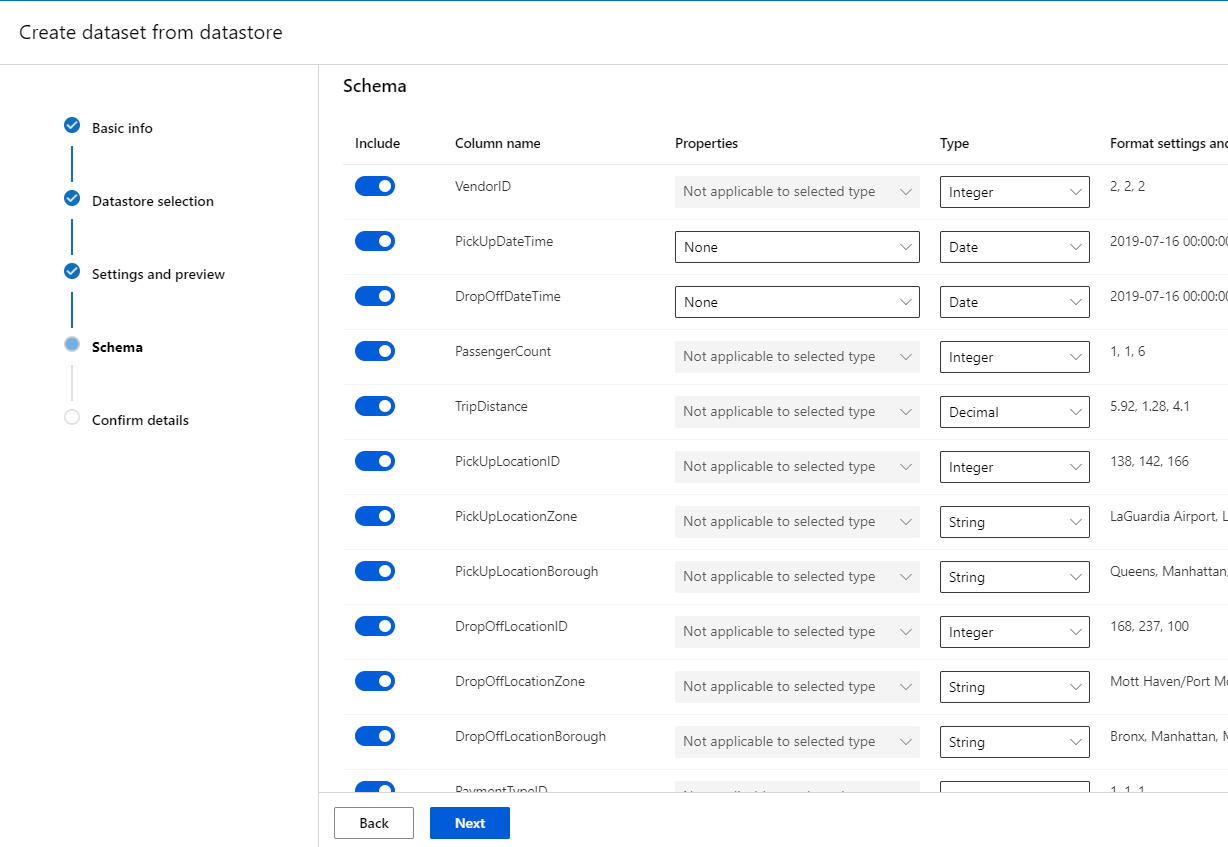 Create dataset from datastore
Basic info
Datastore selection
Settings and preview
Schema
Confirm details
Schema
Include Column name Properties Type Format settings and
VendorID Not applicable to selected type Integer 2, 2, 2
PickUpDateTime None Date 2019-07-16 00:00:00
DropOffDateTime None Date 2019-07-16 00:00:00
PassengerCount Not applicable to selected type Integer 1, 1, 6
TripDistance Not applicable to selected type Decimal 5.92, 1.28, 4.1
PickUpLocationID Not applicable to selected type Integer 138, 142, 166
PickUpLocationZone Not applicable to selected type String LaGuardia Airport, L
PickUpLocationBorough Not applicable to selected type String Queens, Manhattan,
DropOffLocationID Not applicable to selected type Integer 168, 237, 100
DropOffLocationZone Not applicable to selected type String Mott Haven/Port Mo
DropOffLocationBorough Not applicable to selected type String Bronx, Manhattan, M
PaymentTypeID 1, 1, 1
Back Next